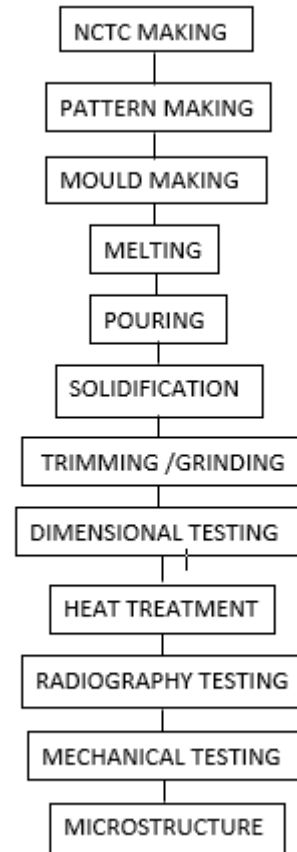 NCTC MAKING
PATTERN MAKING
MOULD MAKING
MELTING
POURING
SOLIDIFICATION
TRIMMING /GRINDING
DIMENSIONAL TESTING
HEAT TREATMENT
RADIOGRAPHY TESTING
MECHANICAL TESTING
MICROSTRUCTURE